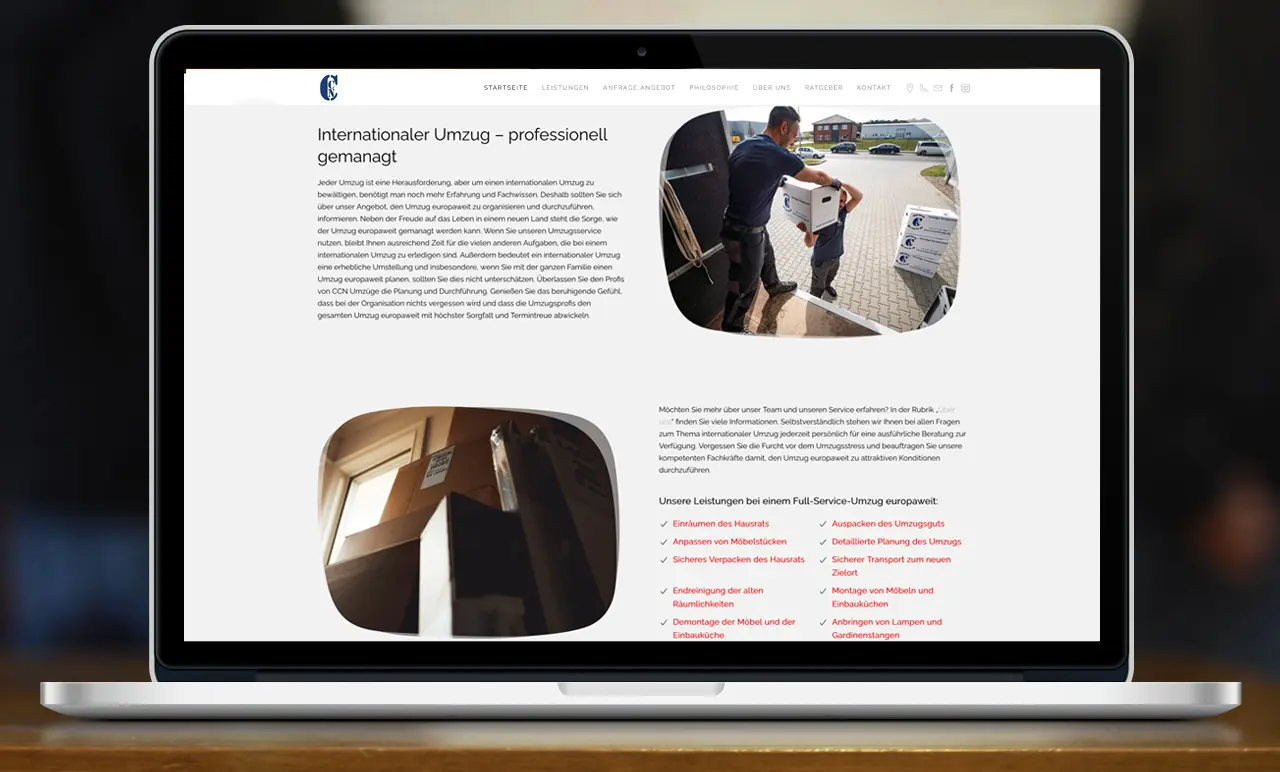 STARTSEITE LEISTUNGEN ANFRAGE ANGEBOT PHILOSOPHIE ÜBER UNS RATGEBER KONTAKT
Internationaler Umzug – professionell
gemanagt
Jeder Umzug ist eine Herausforderung, aber um einen internationalen Umzug zu
bewältigen, benötigt man noch mehr Erfahrung und Fachwissen. Deshalb sollten Sie sich
über unser Angebot, den Umzug europaweit zu organisieren und durchzuführen,
informieren. Neben der Freude auf das Leben in einem neuen Land steht die Sorge, wie
der Umzug europaweit gemanagt werden kann. Wenn Sie unseren Umzugsservice
nutzen, bleibt Ihnen ausreichend Zeit für die vielen anderen Aufgaben, die bei einem
internationalen Umzug zu erledigen sind. Außerdem bedeutet ein internationaler Umzug
eine erhebliche Umstellung und insbesondere, wenn Sie mit der ganzen Familie einen
Umzug europaweit planen, sollten Sie dies nicht unterschätzen. Überlassen Sie den Profis
von CCN Umzüge die Planung und Durchführung. Genießen Sie das beruhigende Gefühl,
dass bei der Organisation nichts vergessen wird und dass die Umzugsprofis den
gesamten Umzug europaweit mit höchster Sorgfalt und Termintreue abwickeln.
Möchten Sie mehr über unser Team und unseren Service erfahren? In der Rubrik „Über
uns“ finden Sie viele Informationen. Selbstverständlich stehen wir Ihnen bei allen Fragen
zum Thema internationaler Umzug jederzeit persönlich für eine ausführliche Beratung zur
Verfügung. Vergessen Sie die Furcht vor dem Umzugsstress und beauftragen Sie unsere
kompetenten Fachkräfte damit, den Umzug europaweit zu attraktiven Konditionen
durchzuführen.
Unsere Leistungen bei einem Full-Service-Umzug europaweit:
Einräumen des Hausrats
Auspacken des Umzugsguts
Anpassen von Möbelstücken
Detaillierte Planung des Umzugs
Sicheres Verpacken des Hausrats
Sicherer Transport zum neuen
Zielort
Endreinigung der alten
Räumlichkeiten
Montage von Möbeln und
Einbauküchen
Demontage der Möbel und der
Einbauküche
Anbringen von Lampen und
Gardinenstangen